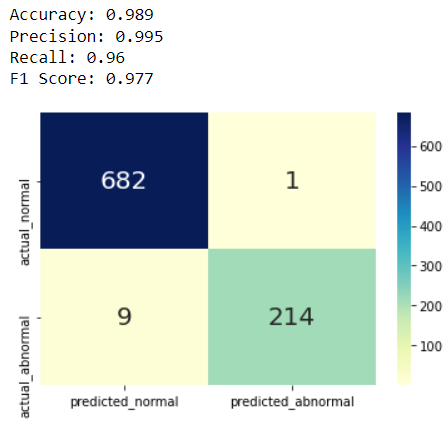 Accuracy: 0.989
Precision: 0.995
Recall: 0.96
F1 Score: 0.977
actual_normal
682
1
600
500
400
300
200
100
actual_abnormal
9
214
predicted_normal
predicted_abnormal